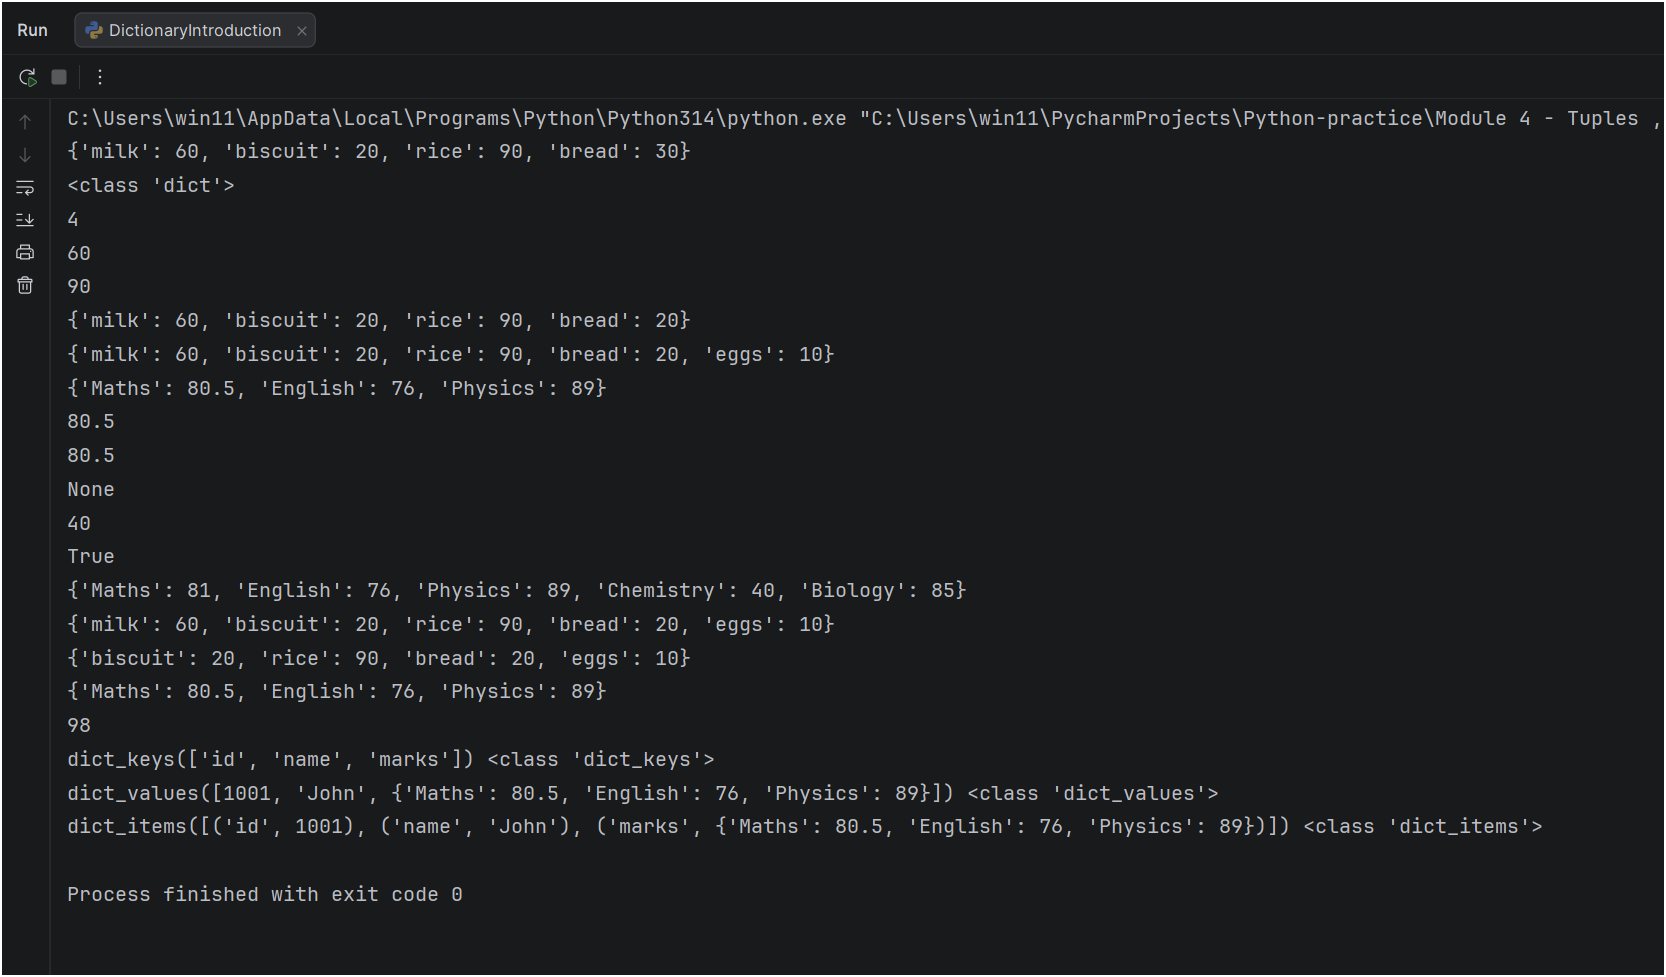 Run
DictionaryIntroduction
C:\Users\win11\AppData\Local\Programs\Python\Python314\python.exe "C:\Users\win11\PycharmProjects\Python-practice\Module 4 - Tuples ,
{'milk': 60, 'biscuit': 20, 'rice': 90, 'bread': 30}
<class 'dict'>
4
60
90
{'milk': 60, 'biscuit': 20, 'rice': 90, 'bread': 20}
{'milk': 60, 'biscuit': 20, 'rice': 90, 'bread': 20, 'eggs': 10}
{'Maths': 80.5, 'English': 76, 'Physics': 89}
80.5
80.5
None
40
True
{'Maths': 81, 'English': 76, 'Physics': 89, 'Chemistry': 40, 'Biology': 85}
{'milk': 60, 'biscuit': 20, 'rice': 90, 'bread': 20, 'eggs': 10}
{'biscuit': 20, 'rice': 90, 'bread': 20, 'eggs': 10}
{'Maths': 80.5, 'English': 76, 'Physics': 89}
98
dict_keys(['id', 'name', 'marks']) <class 'dict_keys'>
dict_values([1001, 'John', {'Maths': 80.5, 'English': 76, 'Physics': 89}]) <class 'dict_values'>
dict_items([('id', 1001), ('name', 'John'), ('marks', {'Maths': 80.5, 'English': 76, 'Physics': 89})]) <class 'dict_items'>
Process finished with exit code 0